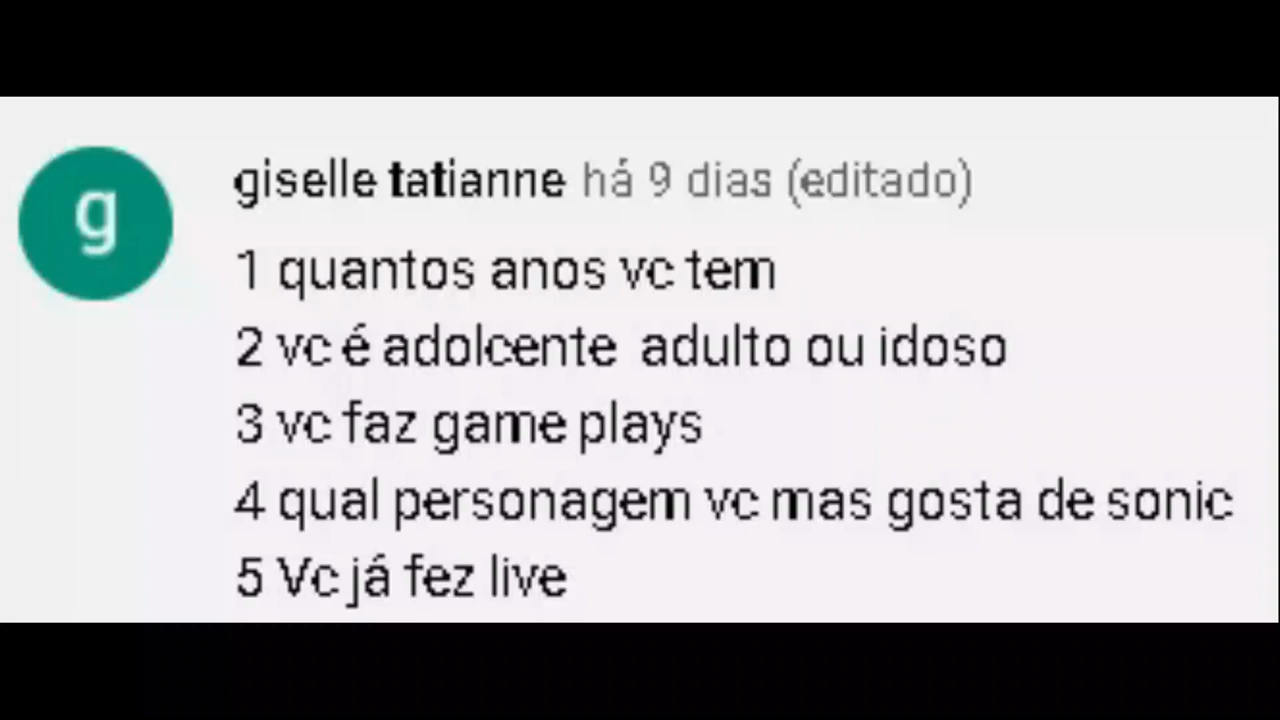 g
giselle tatianne há 9 dias (editado)
1 quantos anos vc tem
2 vc é adolcente adulto ou idoso
3 vc faz game plays
4 qual personagem vc mas gosta de sonic
5 Vc já fez live